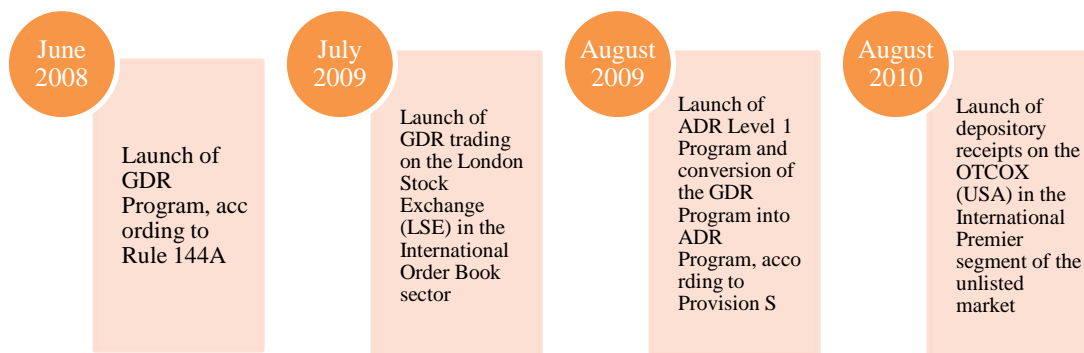 June
2008
Launch of
GDR
Program, acc
ording to
Rule 144A
July
2009
Launch of
GDR trading
on the London
Stock
Exchange
(LSE) in the
International
Order Book
sector
August
2009
Launch of
ADR Level 1
Program and
conversion of
the GDR
Program into
ADR
Program, acco
rding to
Provision S
August
2010
Launch of
depository
receipts on the
OTCOX
(USA) in the
International
Premier
segment of the
unlisted
market